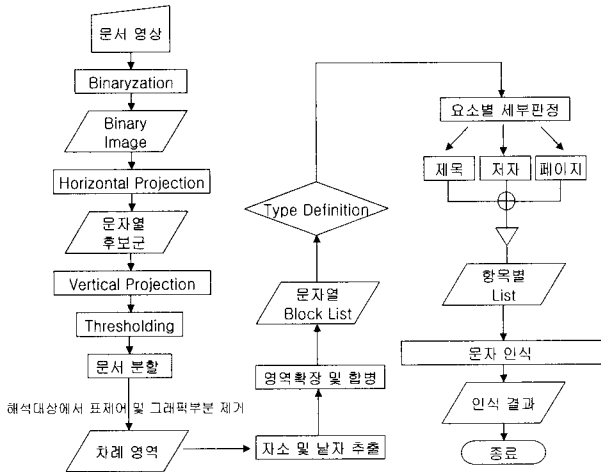 문서 영상
Binaryzation
Binary
Image
Horizontal Projection
문자열
후보군
Vertical Projection
Thresholding
문서 분할
해석대상에서 표제어 및 그래픽부분 제거
차례 영역
자소 및 낱자 추출
영역확장 및 합병
문자열
Block List
Type Definition
요소별 세부판정
제목
저자
페이지
항목별
List
문자 인식
인식 결과
종료